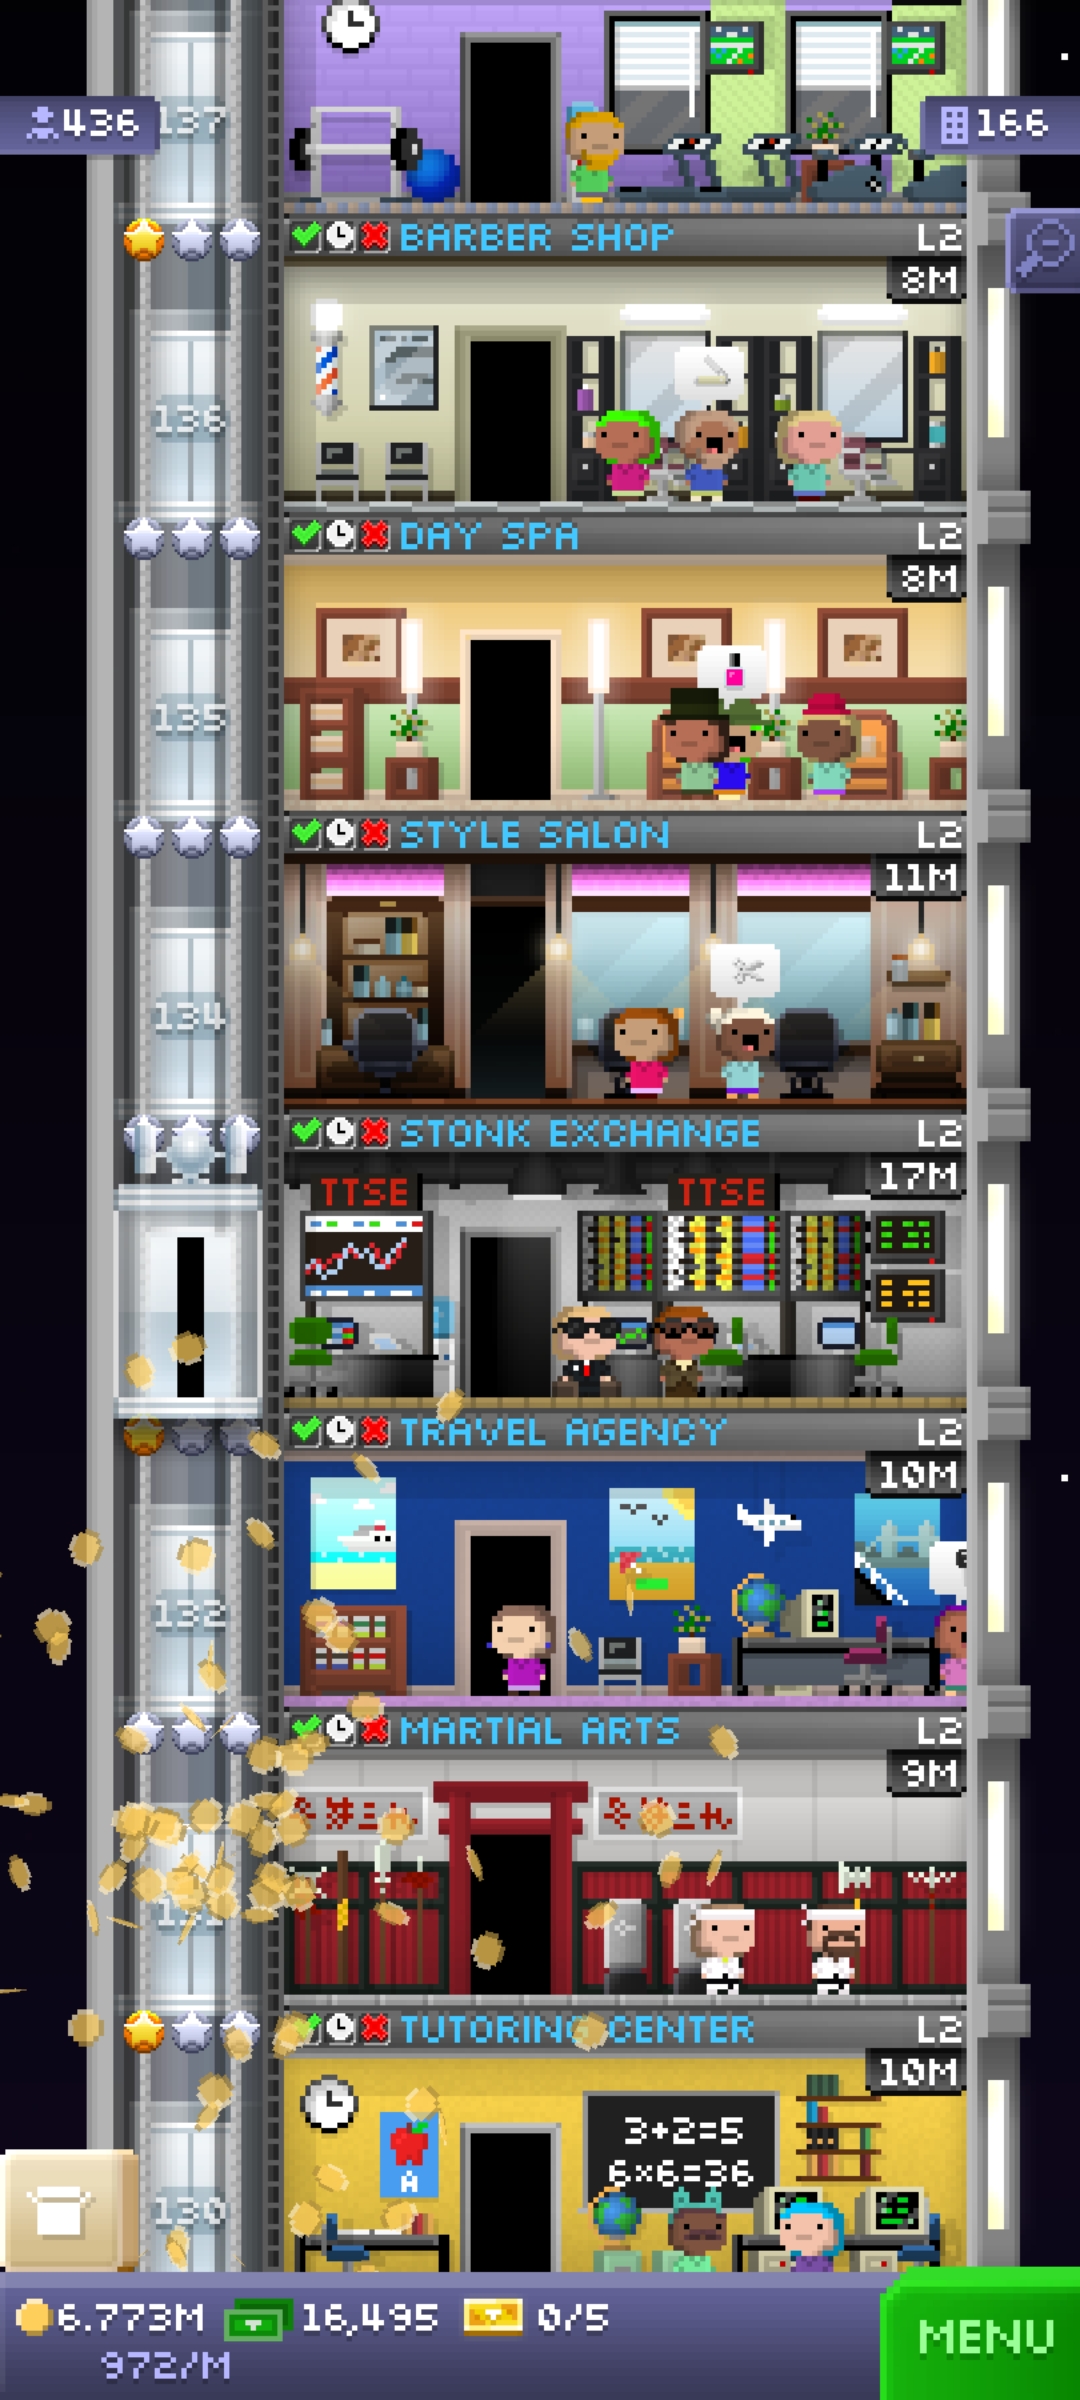 137
436
166
BARBER SHOP L2
8M
136
DAY SPA L2
8M
135
STYLE SALON L2
11M
134
STONK EXCHANGE L2
17M
TTSE TTSE
TRAVEL AGENCY L2
10M
132
MARTIAL ARTS L2
9M
TUTORING CENTER L2
10M
3+2=5
6×6=36
A
130
6.773M 16,495 0/5
972/M
MENU